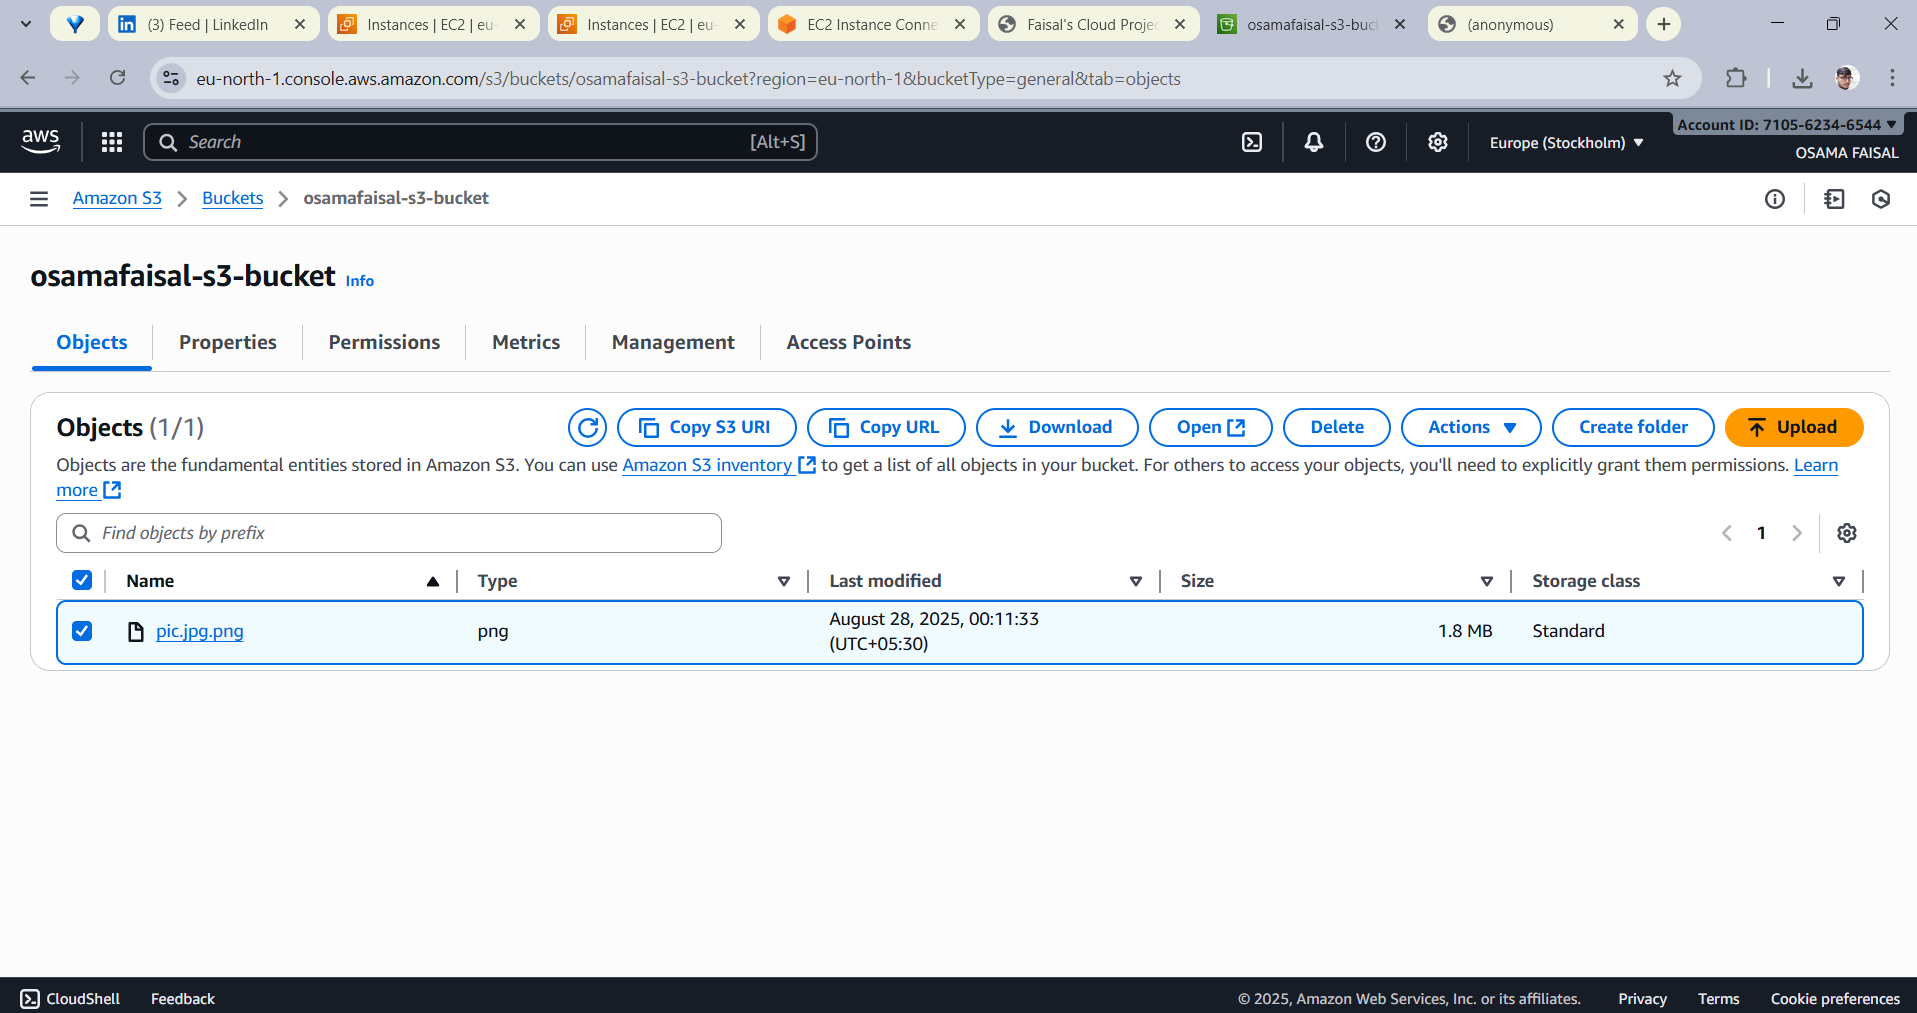 (3) Feed | LinkedIn
Instances | EC2 | eu-
Instances | EC2 | eu-
EC2 Instance Conne
Faisal's Cloud Projec
osamafaisal-s3-buc
(anonymous)
eu-north-1.console.aws.amazon.com/s3/buckets/osamafaisal-s3-bucket?region=eu-north-1&bucketType=general&tab=objects
aws
Search
[Alt+S]
Europe (Stockholm)
Account ID: 7105-6234-6544
OSAMA FAISAL
Amazon S3
Buckets
osamafaisal-s3-bucket
osamafaisal-s3-bucket Info
Objects
Properties
Permissions
Metrics
Management
Access Points
Objects (1/1)
Copy S3 URI
Copy URL
Download
Open
Delete
Actions
Create folder
Upload
Objects are the fundamental entities stored in Amazon S3. You can use Amazon S3 inventory to get a list of all objects in your bucket. For others to access your objects, you'll need to explicitly grant them permissions. Learn
more
Find objects by prefix
1
Name
Type
Last modified
Size
Storage class
pic.jpg.png
png
August 28, 2025, 00:11:33
(UTC+05:30)
1.8 MB
Standard
CloudShell
Feedback
© 2025, Amazon Web Services, Inc. or its affiliates.
Privacy
Terms
Cookie preferences